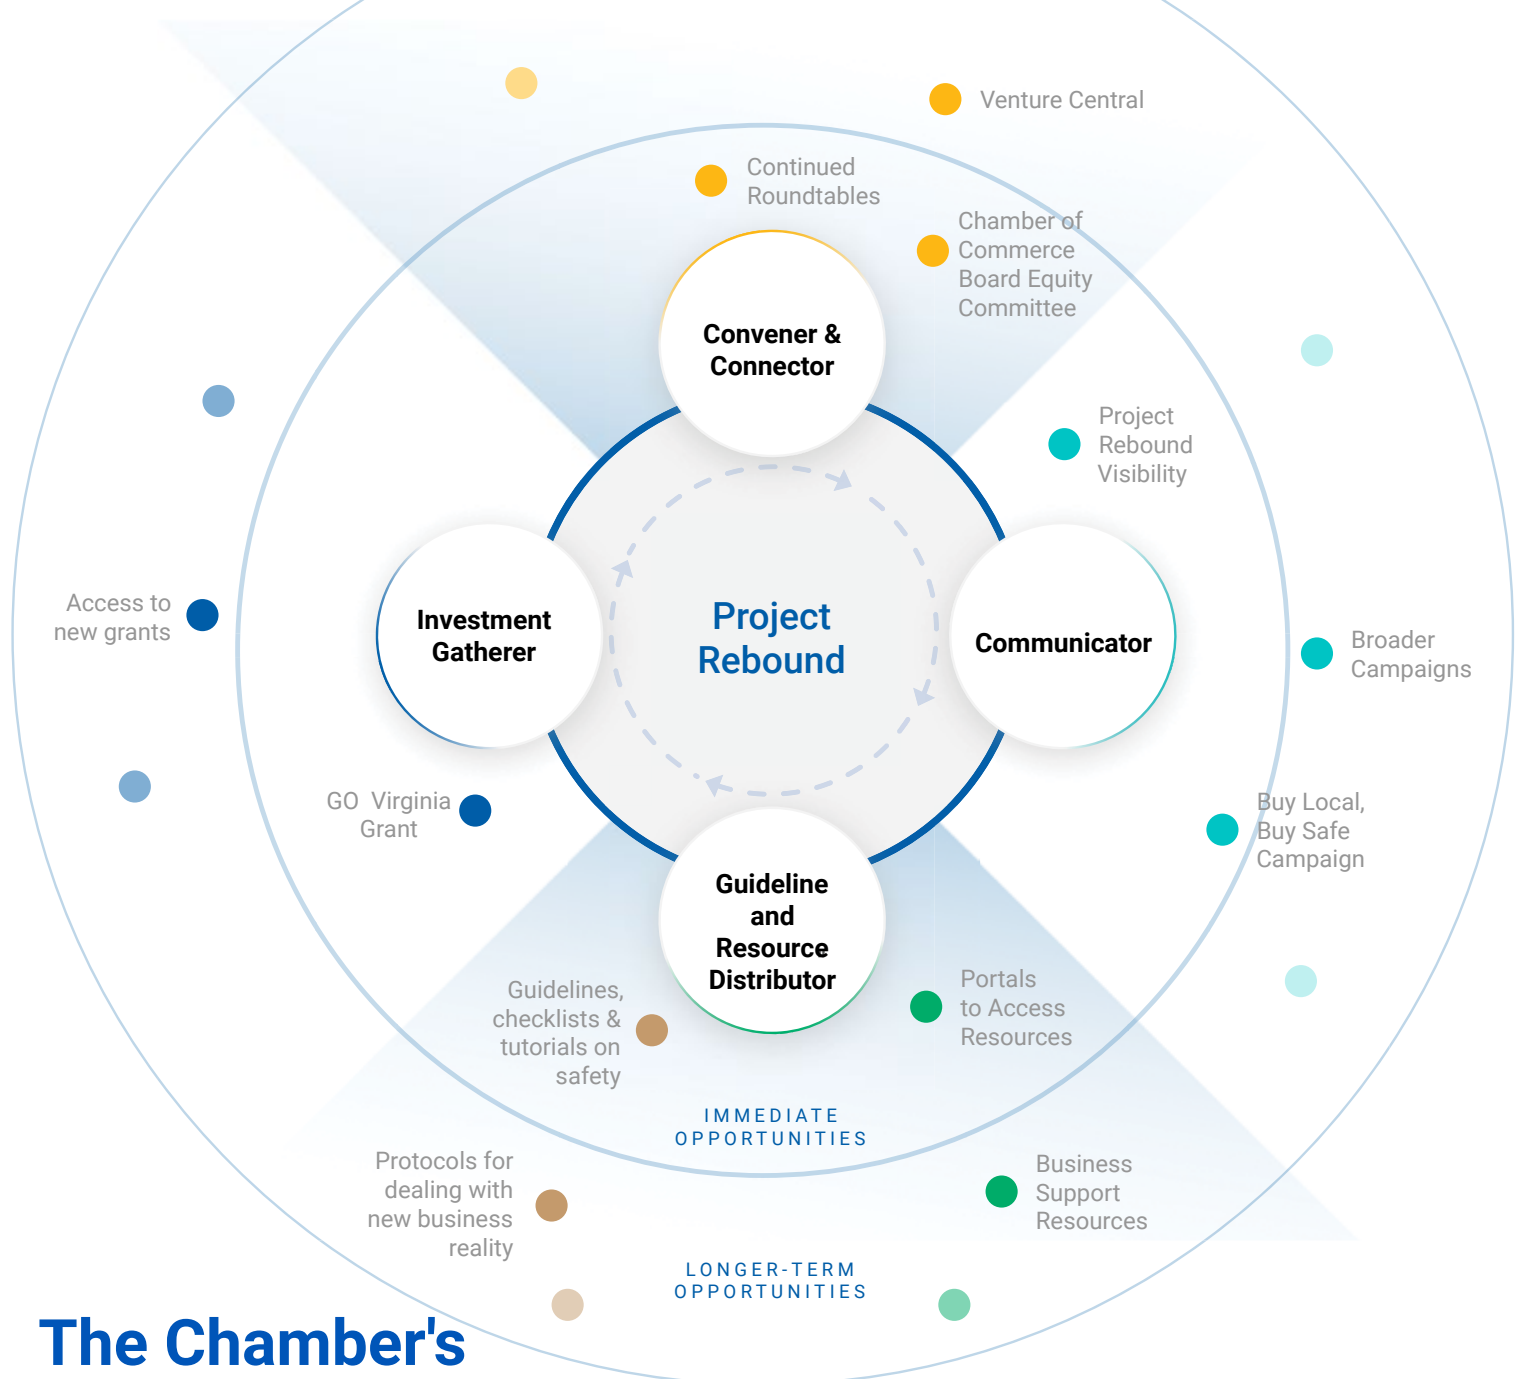 Venture Central
Continued
Roundtables
Chamber of
Commerce
Board Equity
Committee
Convener &
Connector
Project
Rebound
Visibility
Access to
new grants
Investment
Gatherer
Project
Rebound
Communicator
Broader
Campaigns
GO Virginia
Grant
Buy Local,
Buy Safe
Campaign
Guideline
and
Resource
Distributor
Guidelines,
checklists &
tutorials on
safety
Portals
to Access
Resources
IMMEDIATE
OPPORTUNITIES
Protocols for
dealing with
new business
reality
Business
Support
Resources
LONGER-TERM
OPPORTUNITIES
The Chamber's